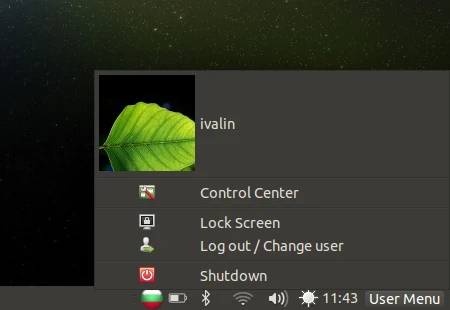 ivalin
Control Center
Lock Screen
Log out / Change user
Shutdown
11:43 User Menu